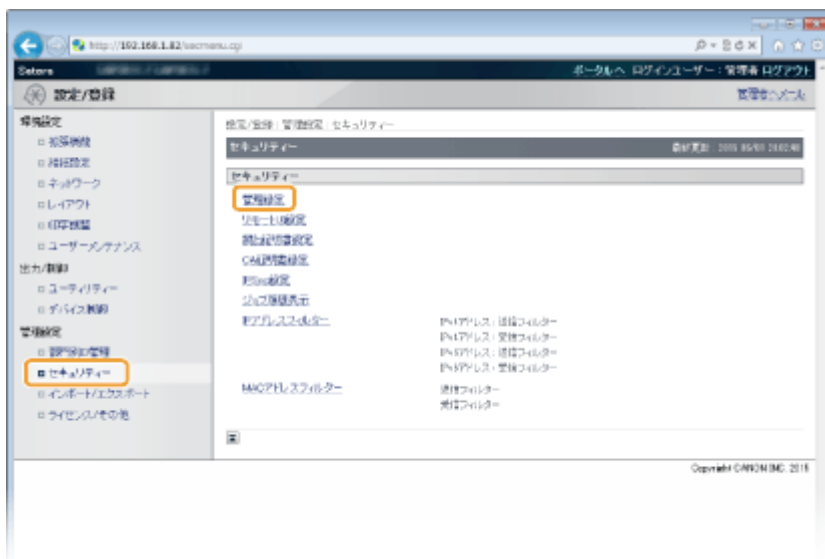 http://192.168.1.82/secmenu.cgi
Satera
ポータルへ ログインユーザー：管理者 ログアウト
設定/登録
管理者へメール
環境設定
拡張機能
接続設定
ネットワーク
レイアウト
印字調整
ユーザーメンテナンス
出力/制御
ユーティリティー
デバイス制御
管理設定
部門別ID管理
セキュリティー
インポート/エクスポート
ライセンス/その他
設定/登録 : 管理設定 : セキュリティー
セキュリティー
最終更新 :
セキュリティー
管理設定
リモートUI設定
鍵と証明書設定
CA証明書設定
IPSec設定
ジョブ履歴表示
IPアドレスフィルター
IPv4アドレス : 送信フィルター
IPv4アドレス : 受信フィルター
IPv6アドレス : 送信フィルター
IPv6アドレス : 受信フィルター
MACアドレスフィルター
送信フィルター
受信フィルター
Copyright CANON INC. 2015